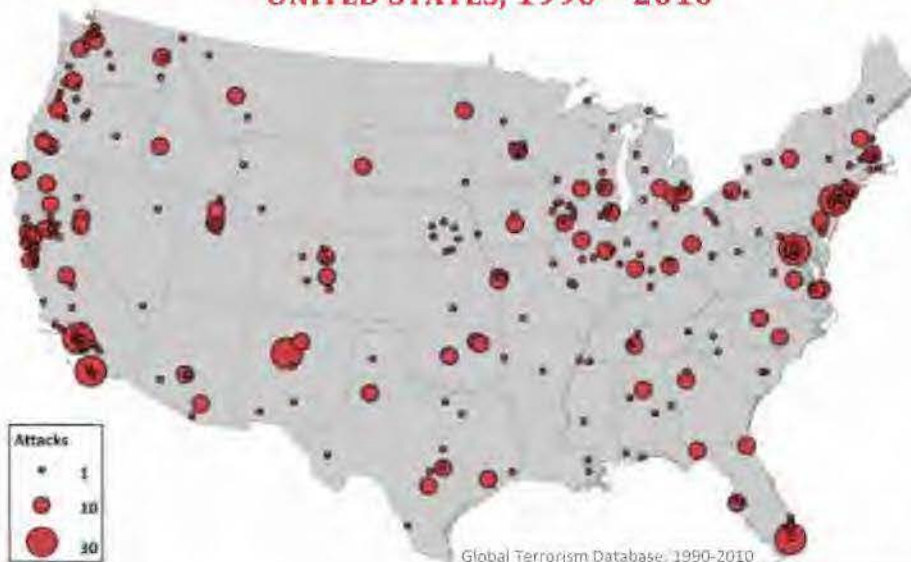 UNITED STATES, 1990 - 2010
Attacks
1
10
30
Global Terrorism Database, 1990-2010